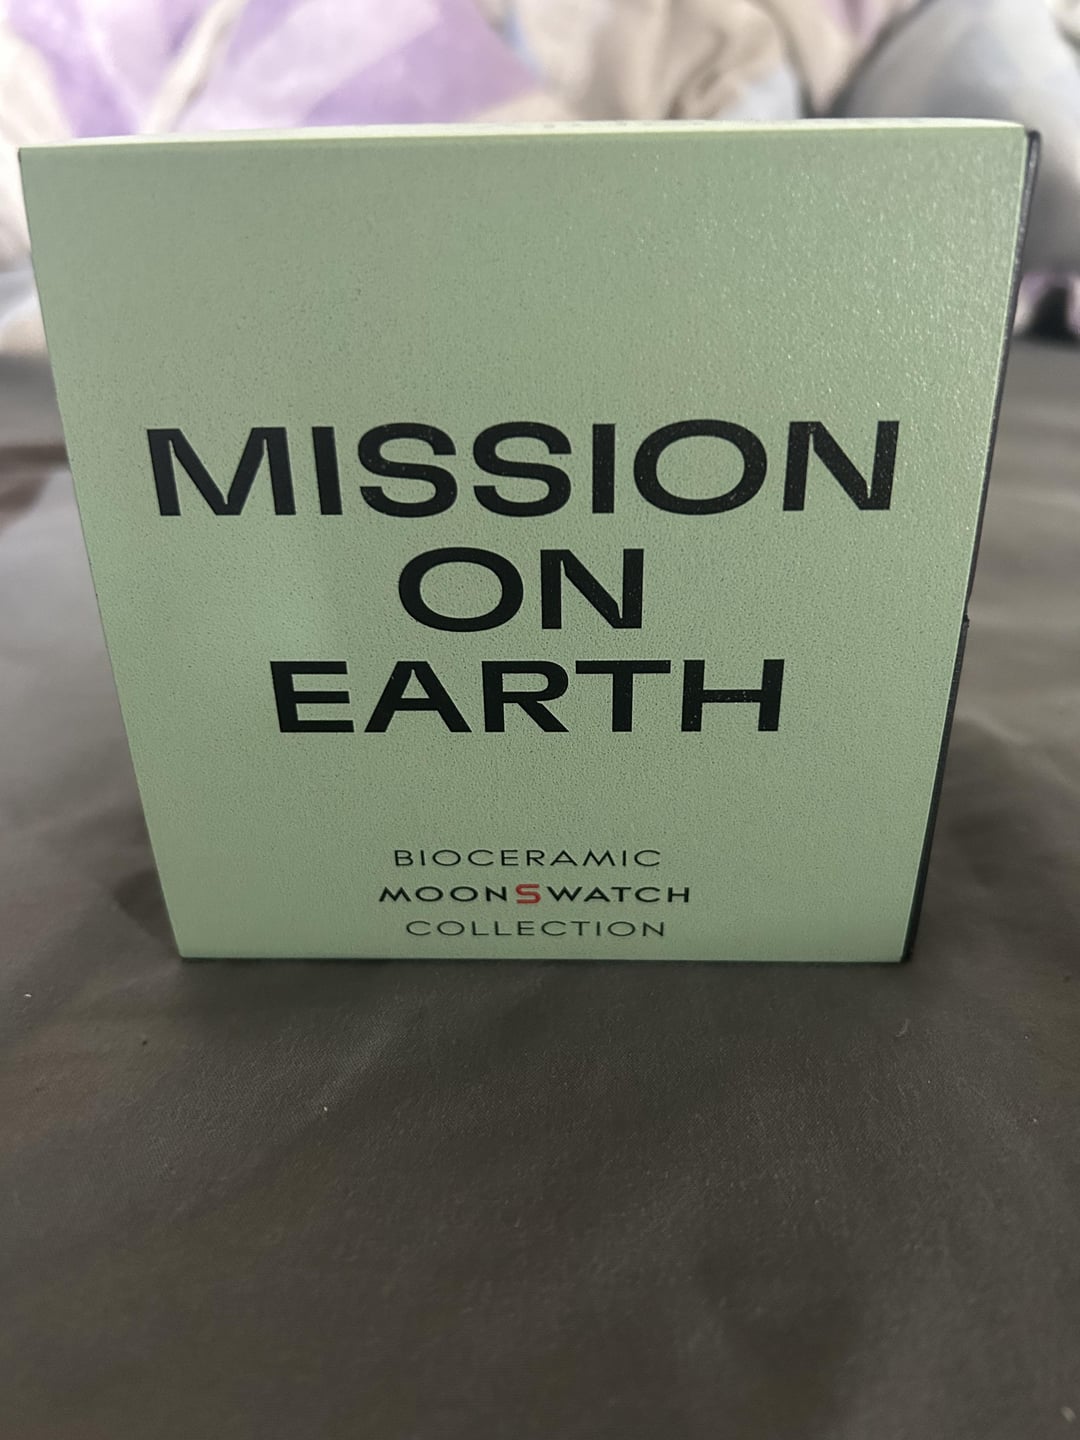 MISSION
ON
EARTH
BIOCERAMIC
MOONSWATCH
COLLECTION